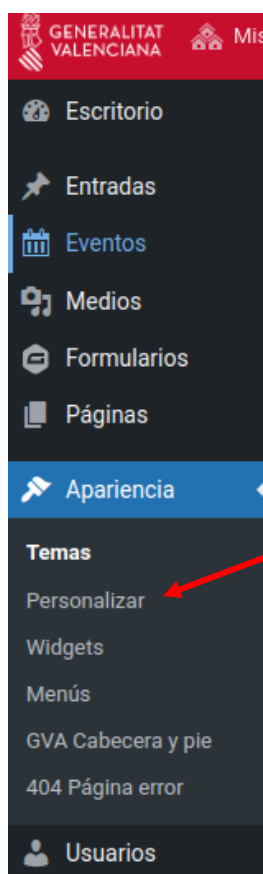 GENERALITAT
VALENCIANA
Mis
Escritorio
Entradas
Eventos
Medios
Formularios
Páginas
Apariencia
Temas
Personalizar
Widgets
Menús
GVA Cabecera y pie
404 Página error
Usuarios